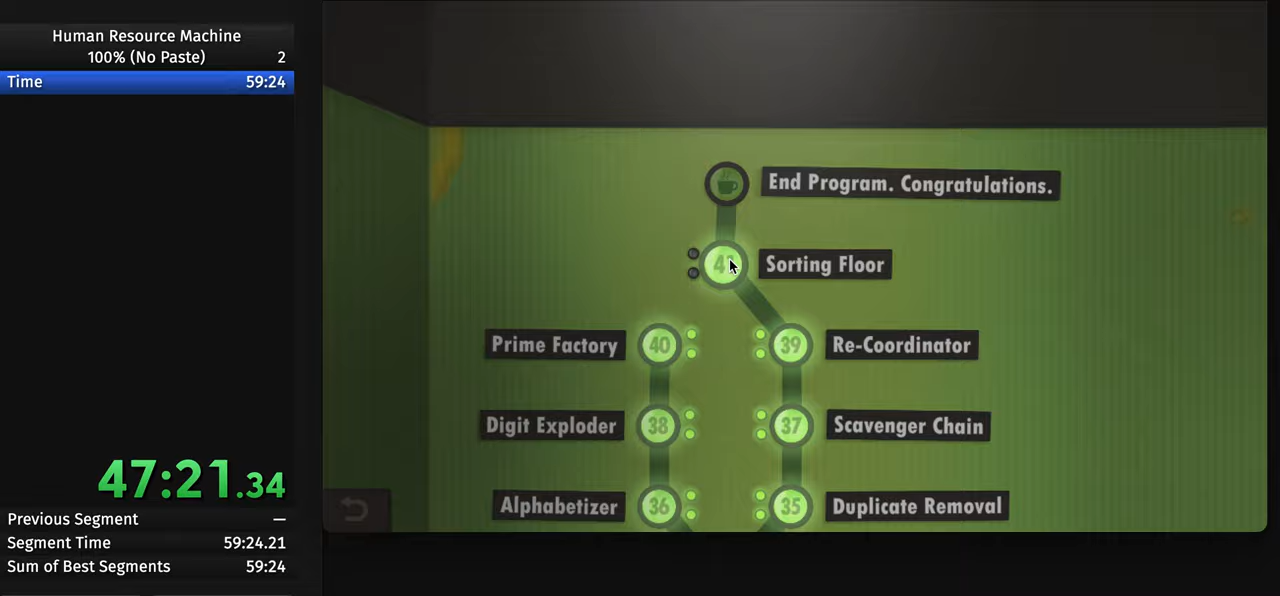 Human Resource Machine
100% (No Paste) 2
Time 59:24
47:21.34
Previous Segment —
Segment Time 59:24.21
Sum of Best Segments 59:24
End Program. Congratulations.
41 Sorting Floor
Prime Factory 40
39 Re-Coordinator
Digit Exploder 38
37 Scavenger Chain
Alphabetizer 36
35 Duplicate Removal